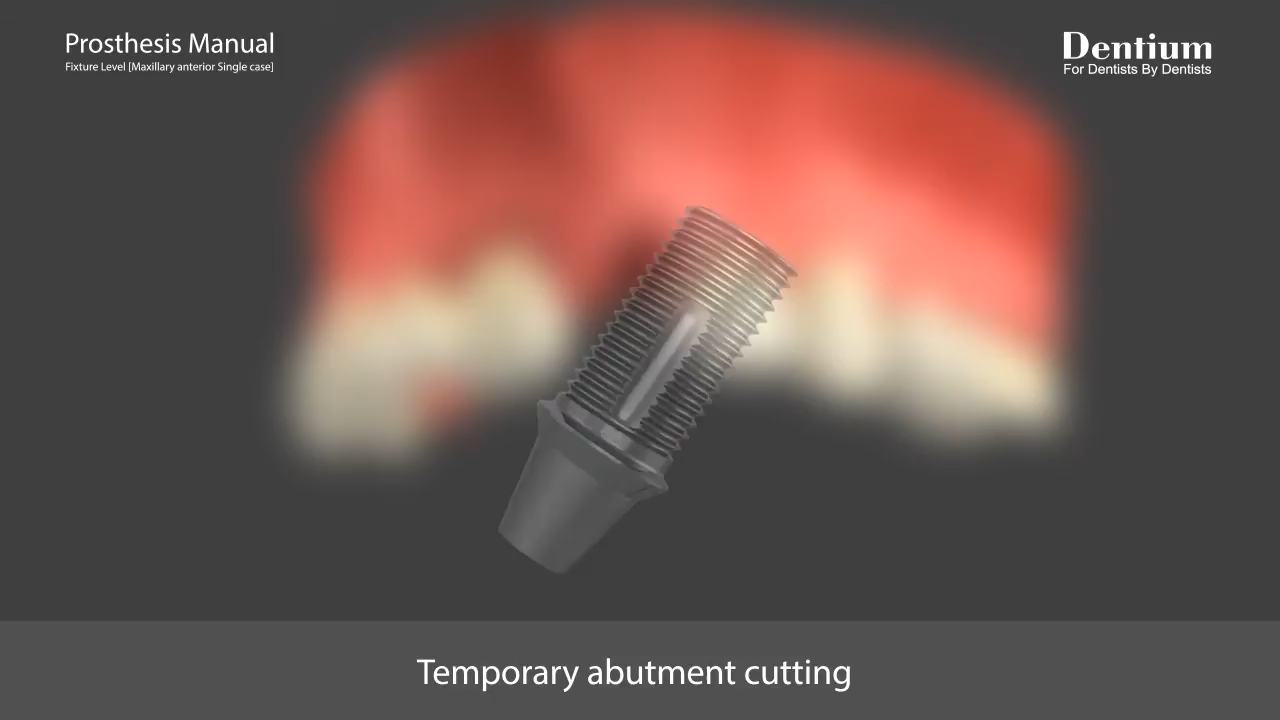 Prosthesis Manual
Fixture Level [Maxillary anterior Single case]
Dentium
For Dentists By Dentists
Temporary abutment cutting